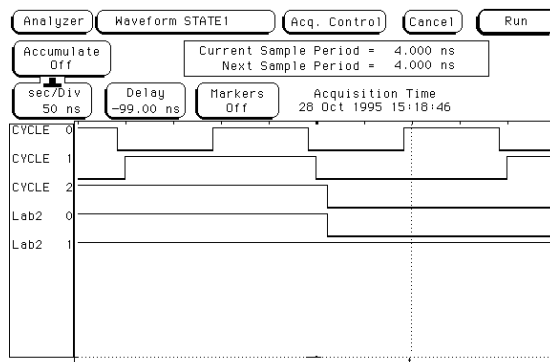 Analyzer Waveform STATE1 Acq. Control Cancel Run
Accumulate
Off
Current Sample Period = 4.000 ns
Next Sample Period = 4.000 ns
sec/Div
50 ns
Delay
-99.00 ns
Markers
Off
Acquisition Time
28 Oct 1995 15:18:46
CYCLE 0
CYCLE 1
CYCLE 2
Lab2 0
Lab2 1